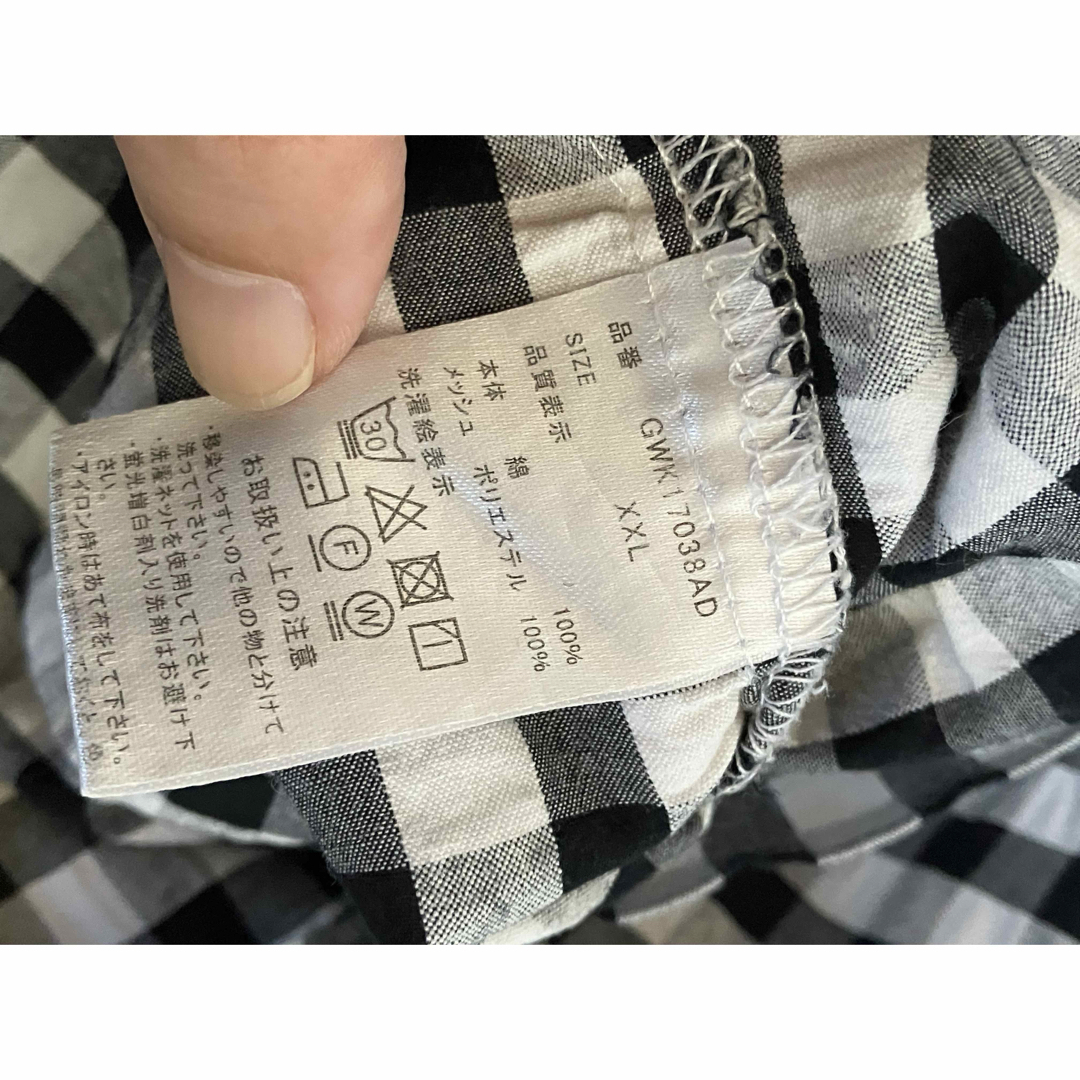 品番 GWK17038AD
SIZE XXL
品質表示
本体 綿 100%
メッシュ ポリエステル 100%
洗濯絵表示
30
F
W
お取扱い上の注意
・移染しやすいので他の物と分けて
洗って下さい。
・洗濯ネットを使用して下さい。
・蛍光増白剤入り洗剤はお避け下
さい。
・アイロン時はあて布をして下さい。